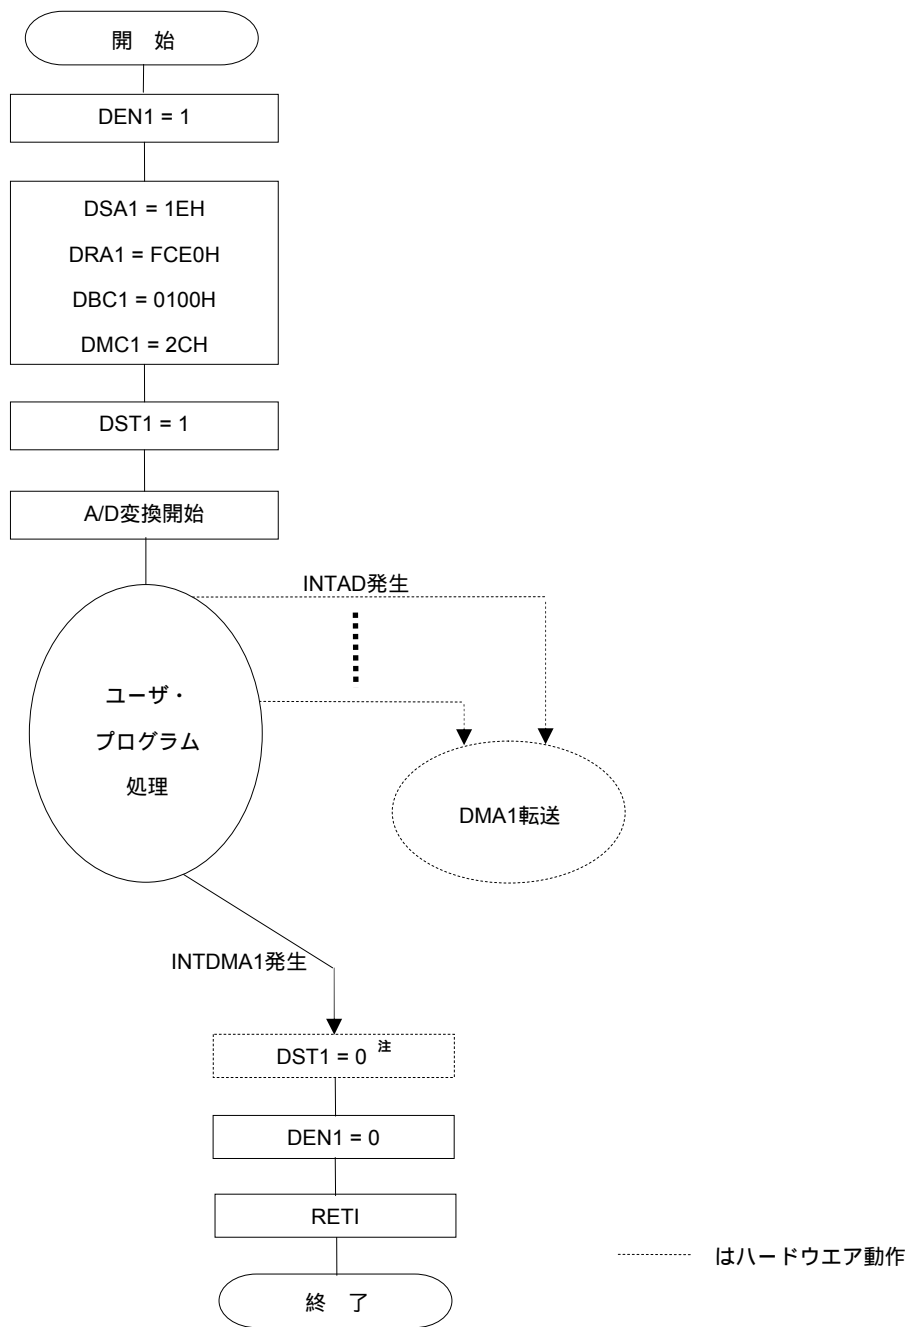 開 始
DEN1 = 1
DSA1 = 1EH
DRA1 = FCE0H
DBC1 = 0100H
DMC1 = 2CH
DST1 = 1
A/D変換開始
INTAD発生
ユーザ・
プログラム
処理
DMA1転送
INTDMA1発生
DST1 = 0 注
DEN1 = 0
RETI
はハードウエア動作
終 了